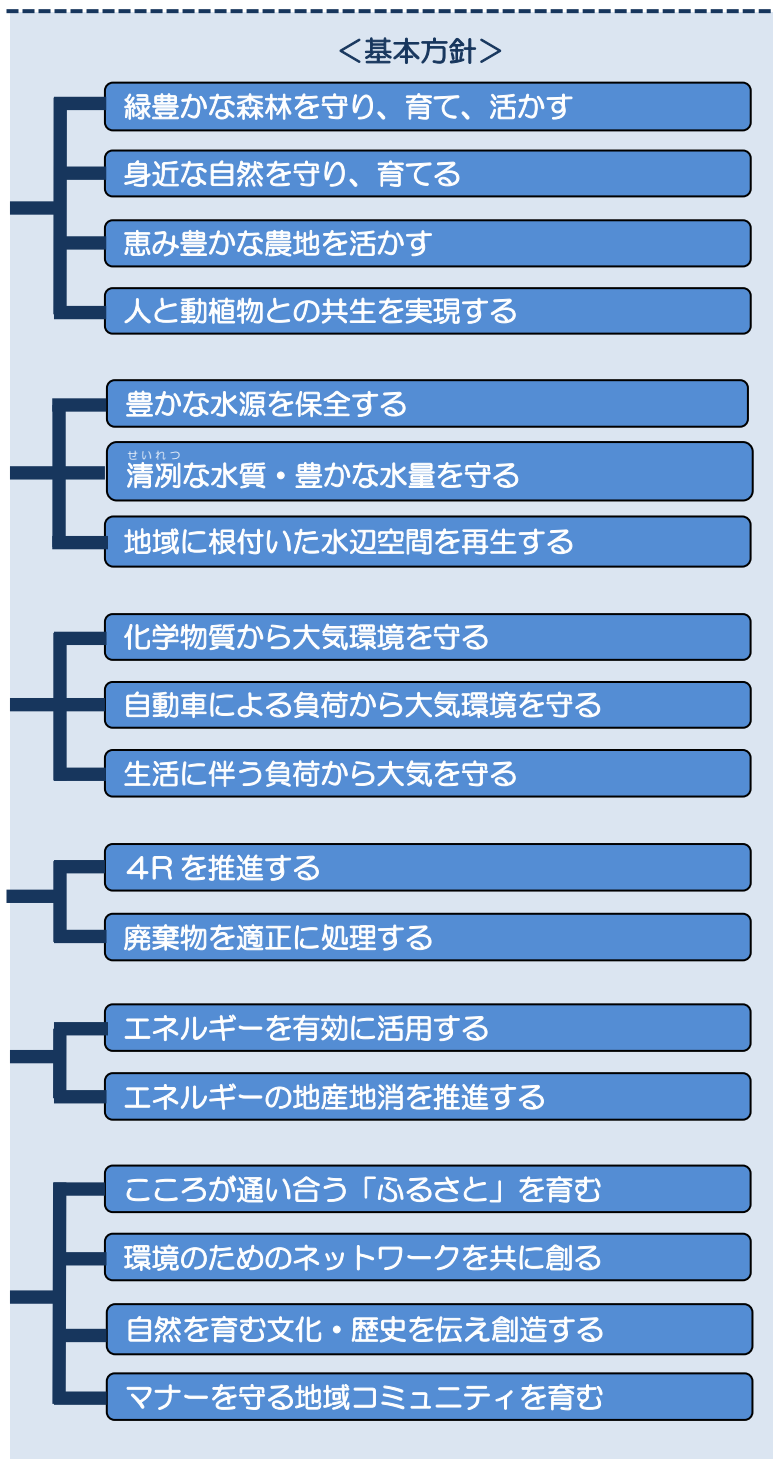 ＜基本方針＞
緑豊かな森林を守り、育て、活かす
身近な自然を守り、育てる
恵み豊かな農地を活かす
人と動植物との共生を実現する
豊かな水源を保全する
せいれつ
清冽な水質・豊かな水量を守る
地域に根付いた水辺空間を再生する
化学物質から大気環境を守る
自動車による負荷から大気環境を守る
生活に伴う負荷から大気を守る
４Rを推進する
廃棄物を適正に処理する
エネルギーを有効に活用する
エネルギーの地産地消を推進する
こころが通い合う「ふるさと」を育む
環境のためのネットワークを共に創る
自然を育む文化・歴史を伝え創造する
マナーを守る地域コミュニティを育む